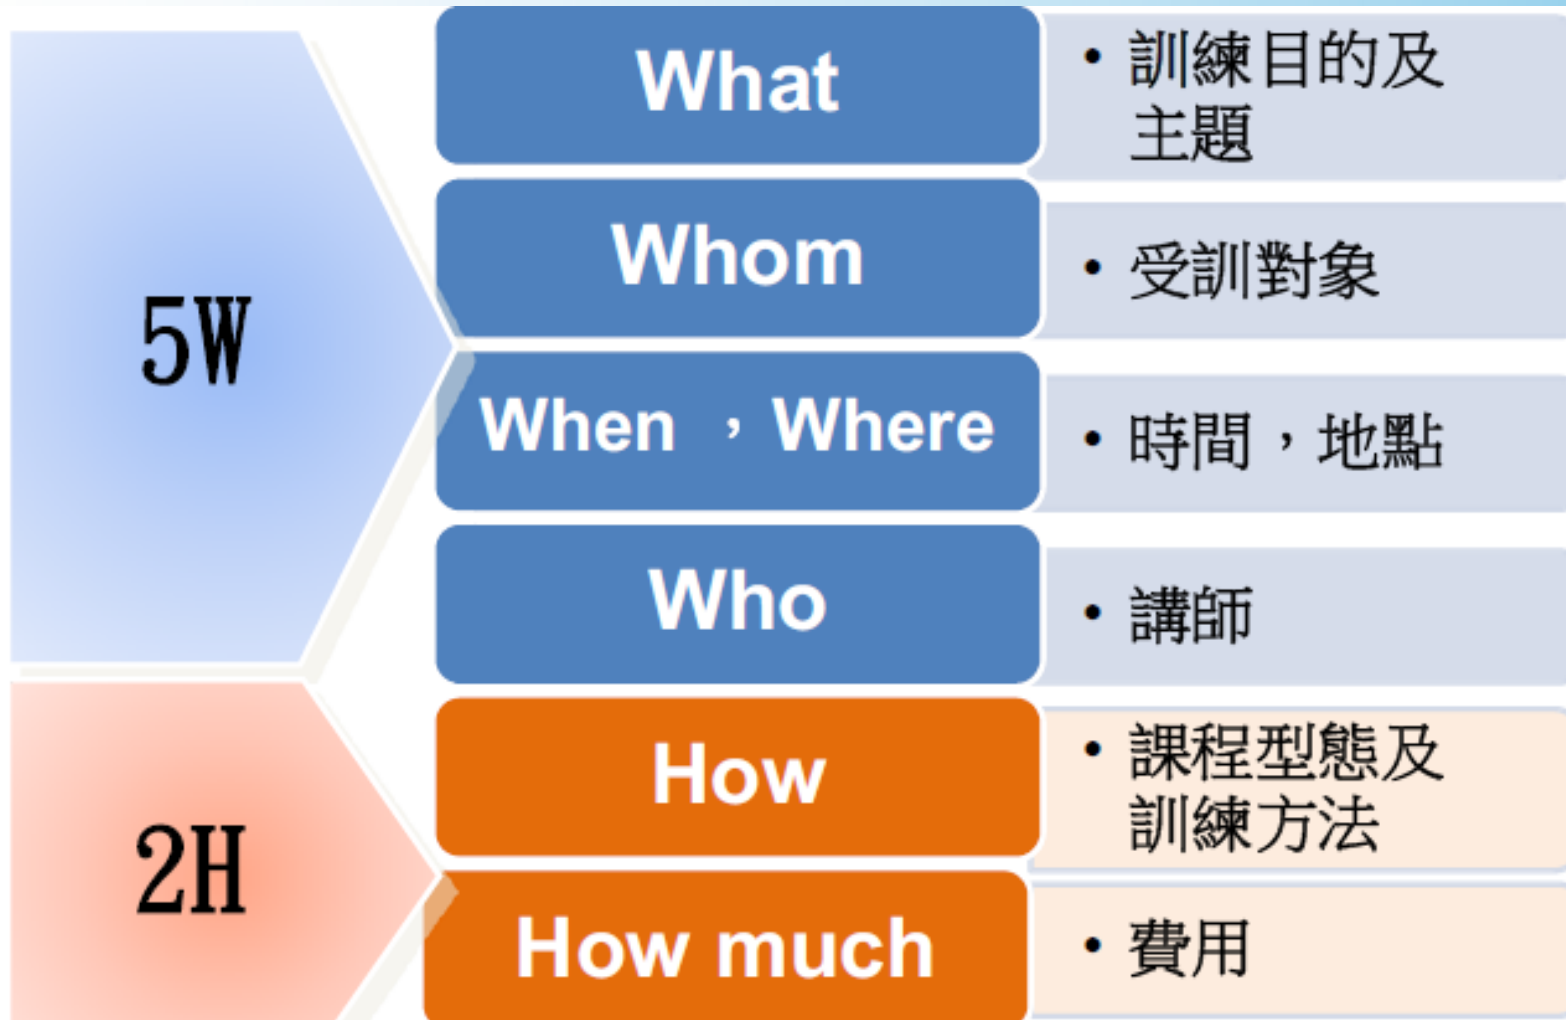 5W
What
• 訓練目的及
主題
Whom
• 受訓對象
When ，Where
• 時間，地點
Who
• 講師
2H
How
• 課程型態及
訓練方法
How much
• 費用